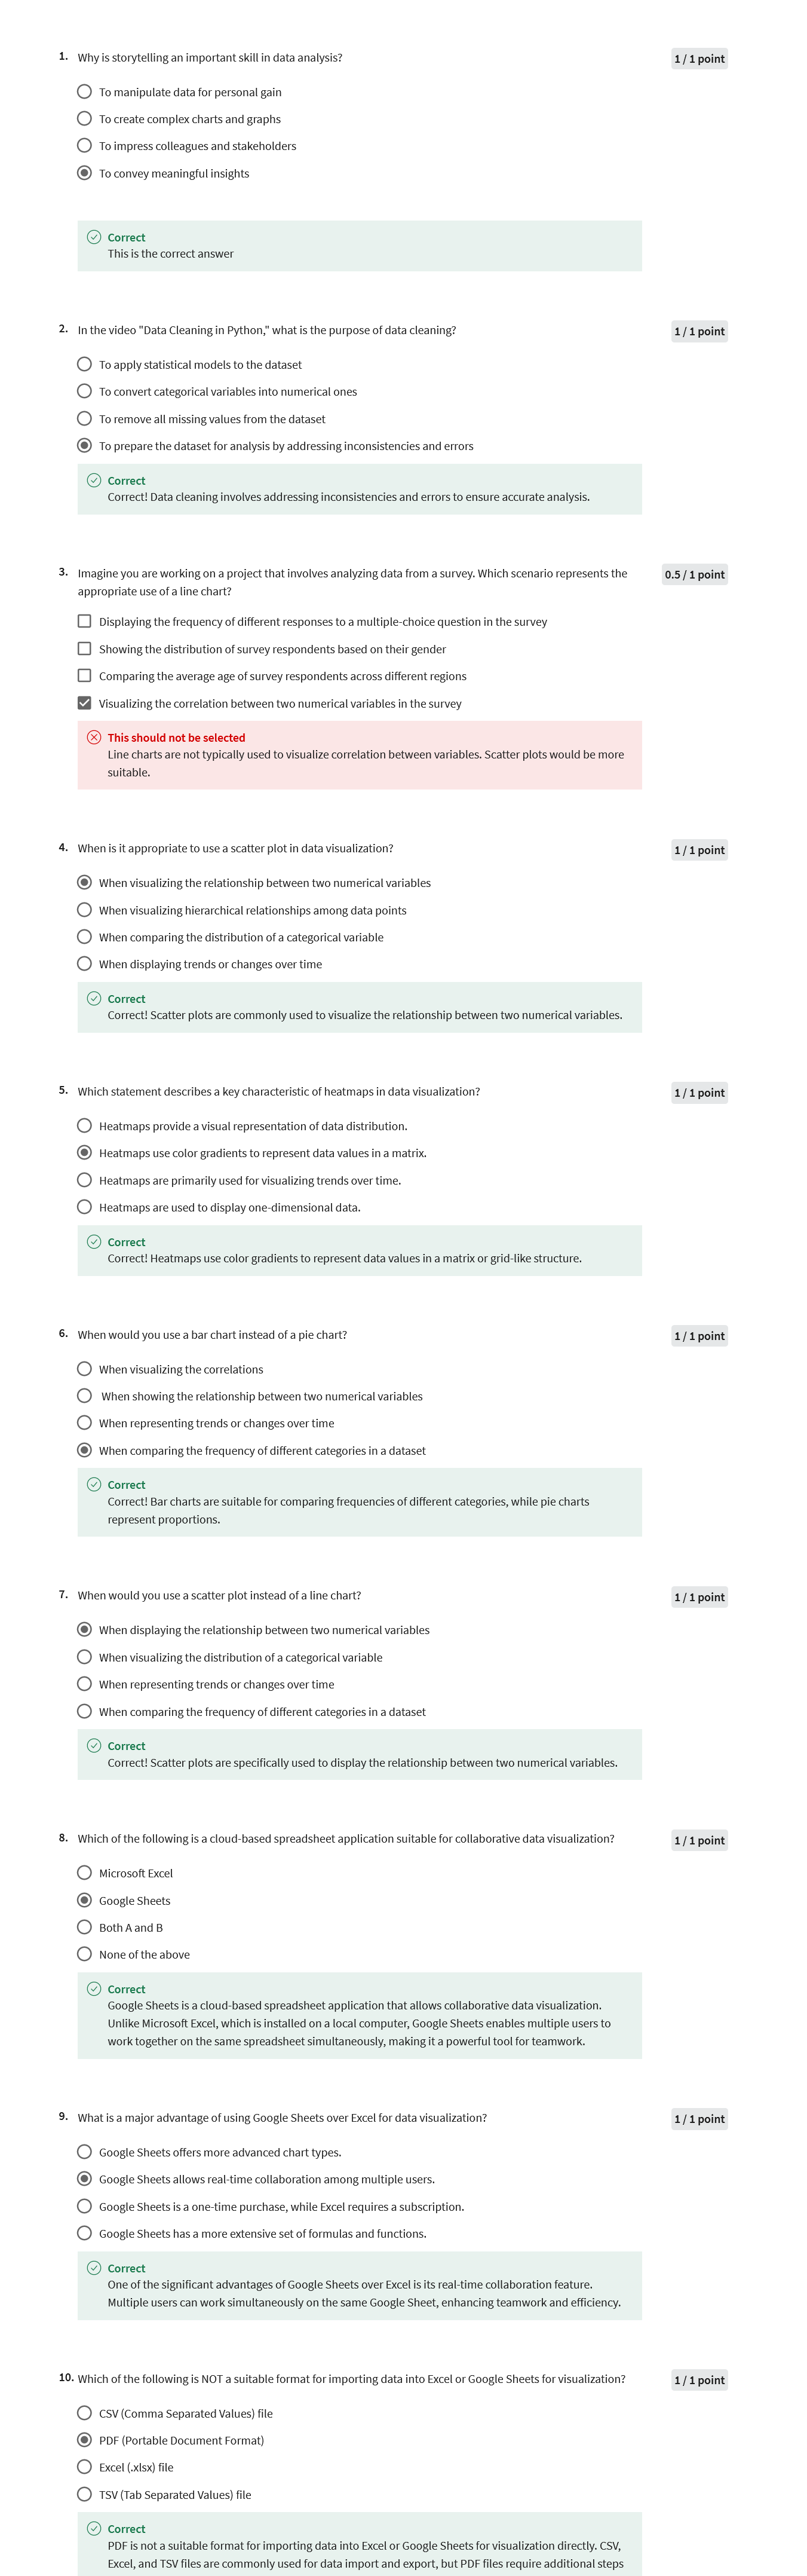 1. Why is storytelling an important skill in data analysis? 1 / 1 point
To manipulate data for personal gain
To create complex charts and graphs
To impress colleagues and stakeholders
To convey meaningful insights
Correct
This is the correct answer
2. In the video "Data Cleaning in Python," what is the purpose of data cleaning? 1 / 1 point
To apply statistical models to the dataset
To convert categorical variables into numerical ones
To remove all missing values from the dataset
To prepare the dataset for analysis by addressing inconsistencies and errors
Correct
Correct! Data cleaning involves addressing inconsistencies and errors to ensure accurate analysis.
3. Imagine you are working on a project that involves analyzing data from a survey. Which scenario represents the 0.5 / 1 point
appropriate use of a line chart?
Displaying the frequency of different responses to a multiple-choice question in the survey
Showing the distribution of survey respondents based on their gender
Comparing the average age of survey respondents across different regions
Visualizing the correlation between two numerical variables in the survey
This should not be selected
Line charts are not typically used to visualize correlation between variables. Scatter plots would be more
suitable.
4. When is it appropriate to use a scatter plot in data visualization? 1 / 1 point
When visualizing the relationship between two numerical variables
When visualizing hierarchical relationships among data points
When comparing the distribution of a categorical variable
When displaying trends or changes over time
Correct
Correct! Scatter plots are commonly used to visualize the relationship between two numerical variables.
5. Which statement describes a key characteristic of heatmaps in data visualization? 1 / 1 point
Heatmaps provide a visual representation of data distribution.
Heatmaps use color gradients to represent data values in a matrix.
Heatmaps are primarily used for visualizing trends over time.
Heatmaps are used to display one-dimensional data.
Correct
Correct! Heatmaps use color gradients to represent data values in a matrix or grid-like structure.
6. When would you use a bar chart instead of a pie chart? 1 / 1 point
When visualizing the correlations
When showing the relationship between two numerical variables
When representing trends or changes over time
When comparing the frequency of different categories in a dataset
Correct
Correct! Bar charts are suitable for comparing frequencies of different categories, while pie charts
represent proportions.
7. When would you use a scatter plot instead of a line chart? 1 / 1 point
When displaying the relationship between two numerical variables
When visualizing the distribution of a categorical variable
When representing trends or changes over time
When comparing the frequency of different categories in a dataset
Correct
Correct! Scatter plots are specifically used to display the relationship between two numerical variables.
8. Which of the following is a cloud-based spreadsheet application suitable for collaborative data visualization? 1 / 1 point
Microsoft Excel
Google Sheets
Both A and B
None of the above
Correct
Google Sheets is a cloud-based spreadsheet application that allows collaborative data visualization.
Unlike Microsoft Excel, which is installed on a local computer, Google Sheets enables multiple users to
work together on the same spreadsheet simultaneously, making it a powerful tool for teamwork.
9. What is a major advantage of using Google Sheets over Excel for data visualization? 1 / 1 point
Google Sheets offers more advanced chart types.
Google Sheets allows real-time collaboration among multiple users.
Google Sheets is a one-time purchase, while Excel requires a subscription.
Google Sheets has a more extensive set of formulas and functions.
Correct
One of the significant advantages of Google Sheets over Excel is its real-time collaboration feature.
Multiple users can work simultaneously on the same Google Sheet, enhancing teamwork and efficiency.
10. Which of the following is NOT a suitable format for importing data into Excel or Google Sheets for visualization? 1 / 1 point
CSV (Comma Separated Values) file
PDF (Portable Document Format)
Excel (.xlsx) file
TSV (Tab Separated Values) file
Correct
PDF is not a suitable format for importing data into Excel or Google Sheets for visualization directly. CSV,
Excel, and TSV files are commonly used for data import and export, but PDF files require additional steps